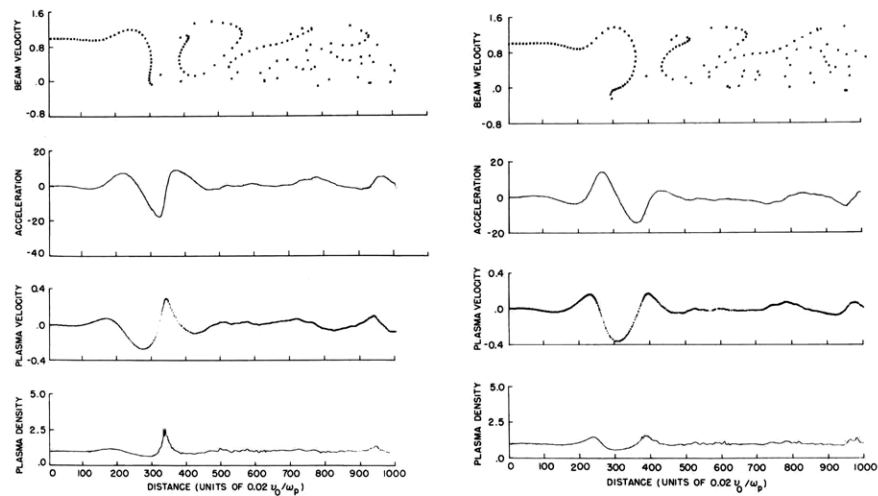 1.6
0.8
.0
-0.8
BEAM VELOCITY
20
0
-20
-40
ACCELERATION
0.4
.0
-0.4
PLASMA VELOCITY
5.0
2.5
.0
PLASMA DENSITY
0 100 200 300 400 500 600 700 800 900 1000
DISTANCE (UNITS OF 0.02 u0/ωp)
1.6
0.8
.0
-0.8
BEAM VELOCITY
20
0
-20
ACCELERATION
0.4
.0
-0.4
PLASMA VELOCITY
5.0
2.5
.0
PLASMA DENSITY
0 100 200 300 400 500 600 700 800 900 1000
DISTANCE (UNITS OF 0.02 u0/ωp)